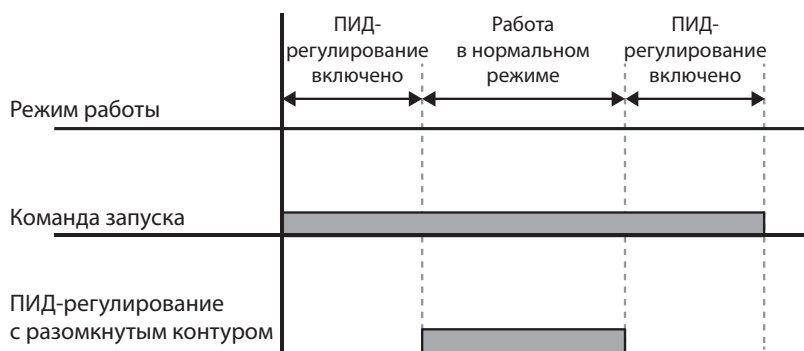 ПИД-
регулирование
включено
Работа
в нормальном
режиме
ПИД-
регулирование
включено
Режим работы
Команда запуска
ПИД-регулирование
с разомкнутым контуром